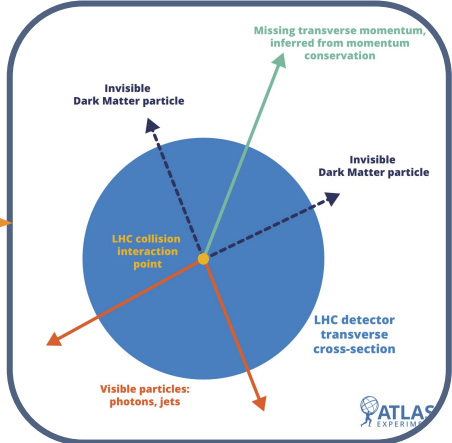 Missing transverse momentum,
inferred from momentum
conservation
Invisible
Dark Matter particle
Invisible
Dark Matter particle
LHC collision
interaction
point
LHC detector
transverse
cross-section
Visible particles:
photons, jets
ATLAS